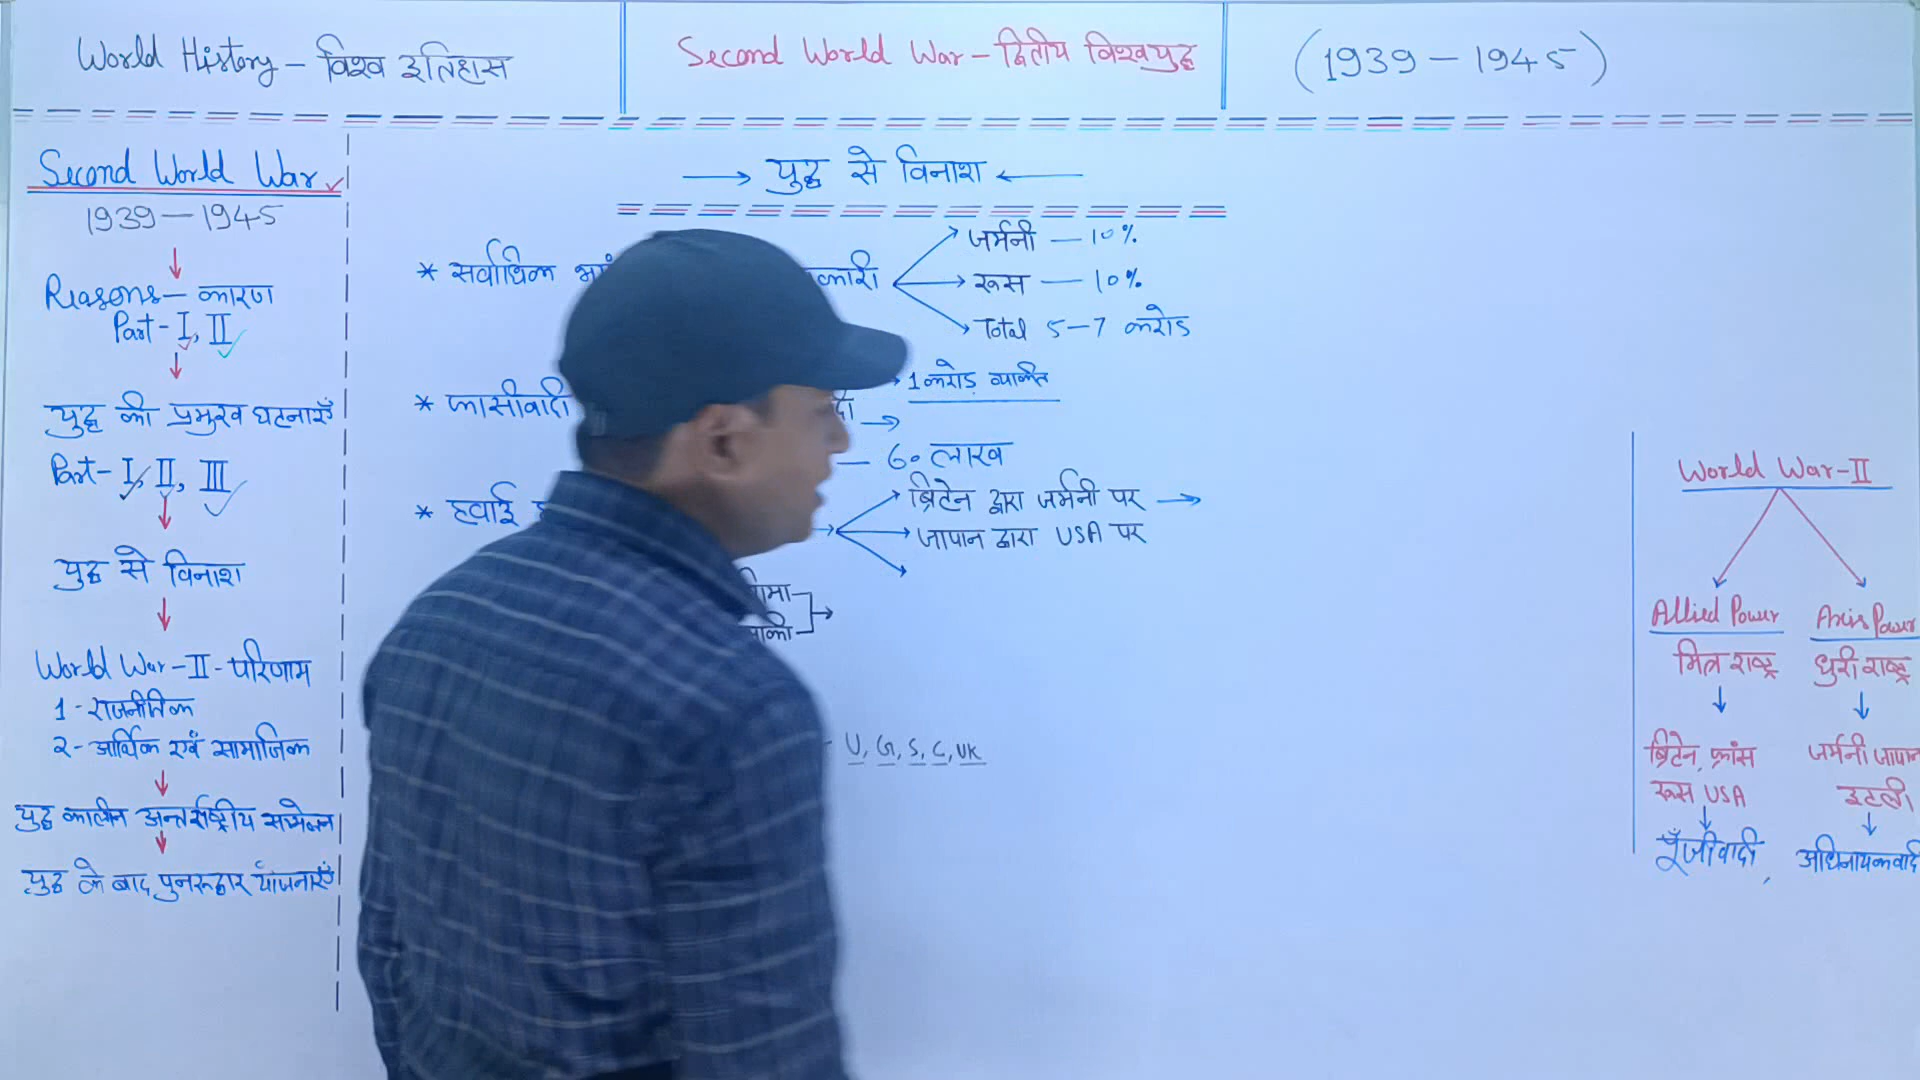 World History – विश्व इतिहास
Second World War – द्वितीय विश्वयुद्ध
(1939 – 1945)
Second World War
1939 – 1945
Reasons – कारण
Part - I, II
युद्ध की प्रमुख घटनाएँ
Part - I, II, III
युद्ध से विनाश
World War - II - परिणाम
1 - राजनीतिक
2 - आर्थिक एवं सामाजिक
युद्ध कालीन अन्तर्राष्ट्रीय सम्मेलन
युद्ध के बाद पुनरुद्धार योजनाएँ
युद्ध से विनाश
* सर्वाधिक
जर्मनी – 10%
रूस – 10%
Total 5 – 7 करोड
* फासीवादी
1 करोड़ व्यक्ति
– 60 लाख
* हवाई
ब्रिटेन द्वारा जर्मनी पर
जापान द्वारा USA पर
U, G, S, C, UK
World War - II
Allied Power
मित्र राष्ट्र
ब्रिटेन, फ्रांस
रूस USA
पूँजीवादी,
Axis Power
धुरी राष्ट्र
जर्मनी जापान
इटली
अधिनायकवादी